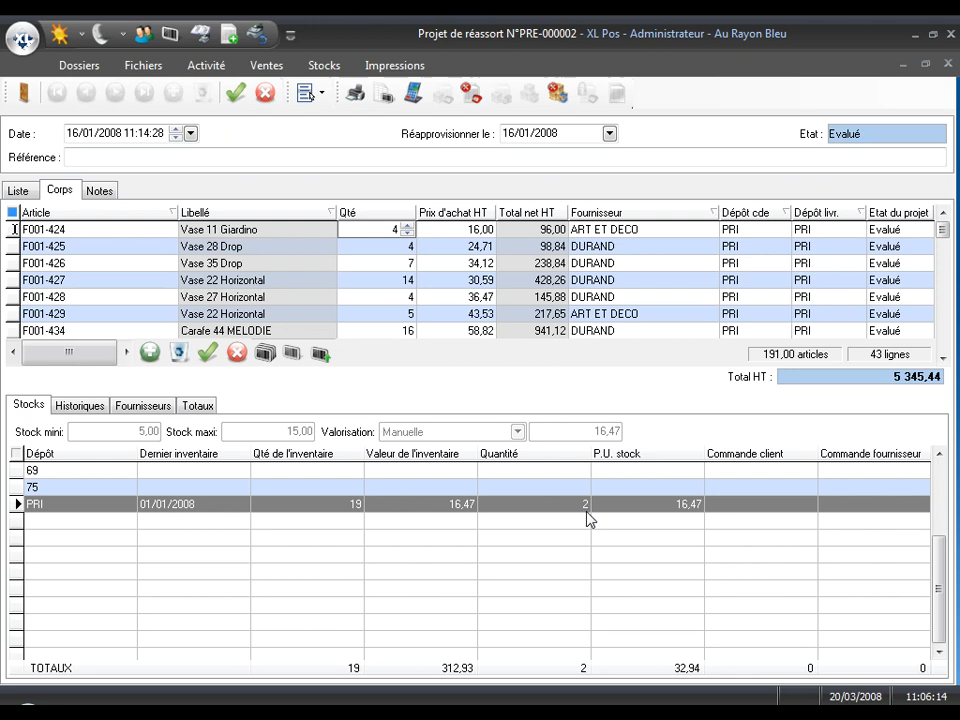 XL
Projet de réassort N°PRE-000002 - XL Pos - Administrateur - Au Rayon Bleu
Dossiers Fichiers Activité Ventes Stocks Impressions
Date : 16/01/2008 11:14:28 Réapprovisionner le : 16/01/2008 Etat : Evalué
Référence :
Liste Corps Notes
Article Libellé Qté Prix d'achat HT Total net HT Fournisseur Dépôt cde Dépôt livr. Etat du projet
F001-424 Vase 11 Giardino 4 16,00 96,00 ART ET DECO PRI PRI Evalué
F001-425 Vase 28 Drop 4 24,71 98,84 DURAND PRI PRI Evalué
F001-426 Vase 35 Drop 7 34,12 238,84 DURAND PRI PRI Evalué
F001-427 Vase 22 Horizontal 14 30,59 428,26 DURAND PRI PRI Evalué
F001-428 Vase 27 Horizontal 4 36,47 145,88 DURAND PRI PRI Evalué
F001-429 Vase 22 Horizontal 5 43,53 217,65 ART ET DECO PRI PRI Evalué
F001-434 Carafe 44 MELODIE 16 58,82 941,12 DURAND PRI PRI Evalué
191,00 articles 43 lignes
Total HT : 5 345,44
Stocks Historiques Fournisseurs Totaux
Stock mini: 5,00 Stock maxi: 15,00 Valorisation: Manuelle 16,47
Dépôt Dernier inventaire Qté de l'inventaire Valeur de l'inventaire Quantité P.U. stock Commande client Commande fournisseur
69
75
PRI 01/01/2008 19 16,47 2 16,47
TOTAUX 19 312,93 2 32,94 0 0
20/03/2008 11:06:14